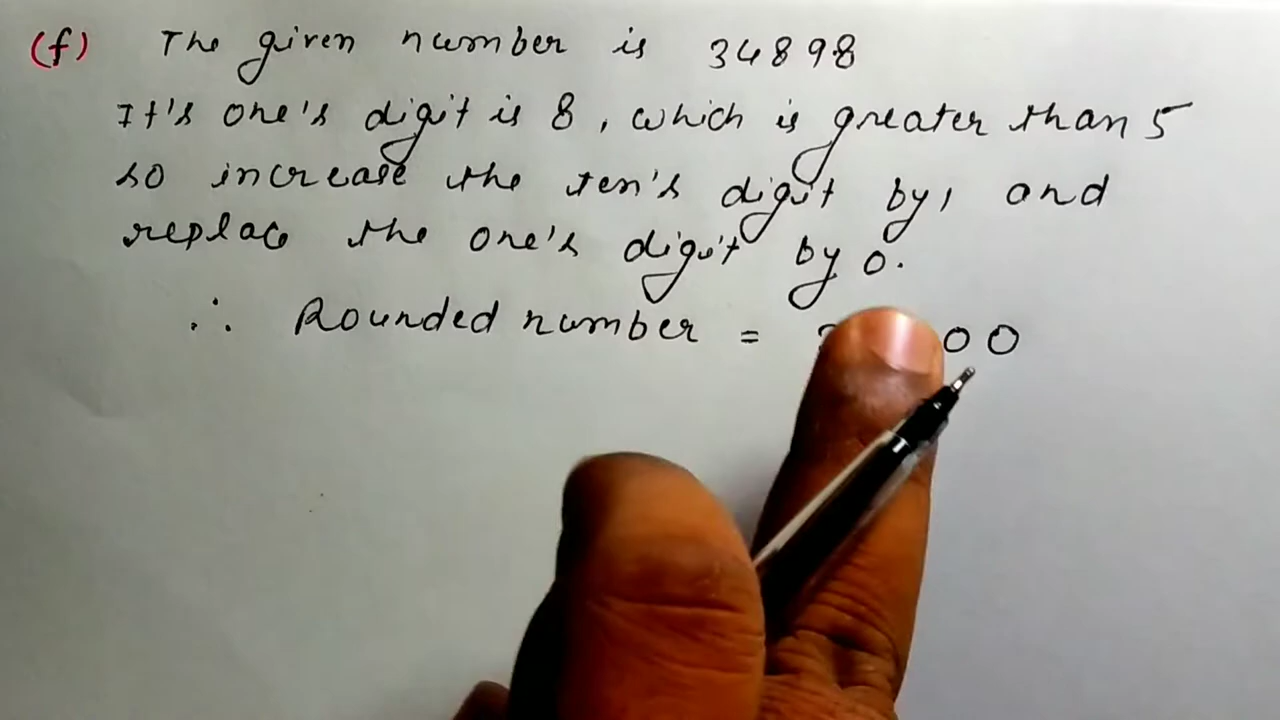 (f) The given number is 34898
It's one's digit is 8, which is greater than 5
so increase the ten's digit by 1 and
replace the one's digit by 0.
∴ Rounded number = 00